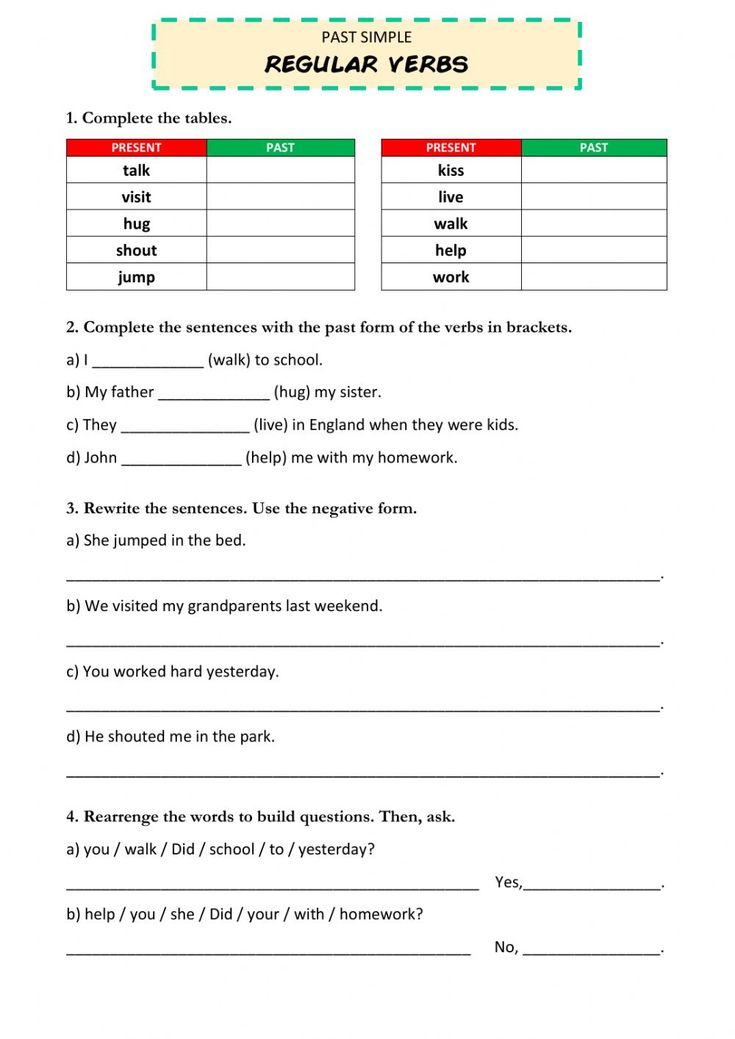 PAST SIMPLE
REGULAR VERBS
1. Complete the tables.
PRESENT PAST
talk
visit
hug
shout
jump
PRESENT PAST
kiss
live
walk
help
work
2. Complete the sentences with the past form of the verbs in brackets.
a) I _____________ (walk) to school.
b) My father _____________ (hug) my sister.
c) They _______________ (live) in England when they were kids.
d) John ______________ (help) me with my homework.
3. Rewrite the sentences. Use the negative form.
a) She jumped in the bed.
______________________________________________________________________.
b) We visited my grandparents last weekend.
______________________________________________________________________.
c) You worked hard yesterday.
______________________________________________________________________.
d) He shouted me in the park.
______________________________________________________________________.
4. Rearrenge the words to build questions. Then, ask.
a) you / walk / Did / school / to / yesterday?
________________________________________________ Yes,________________.
b) help / you / she / Did / your / with / homework?
_______________________________________________ No, ________________.